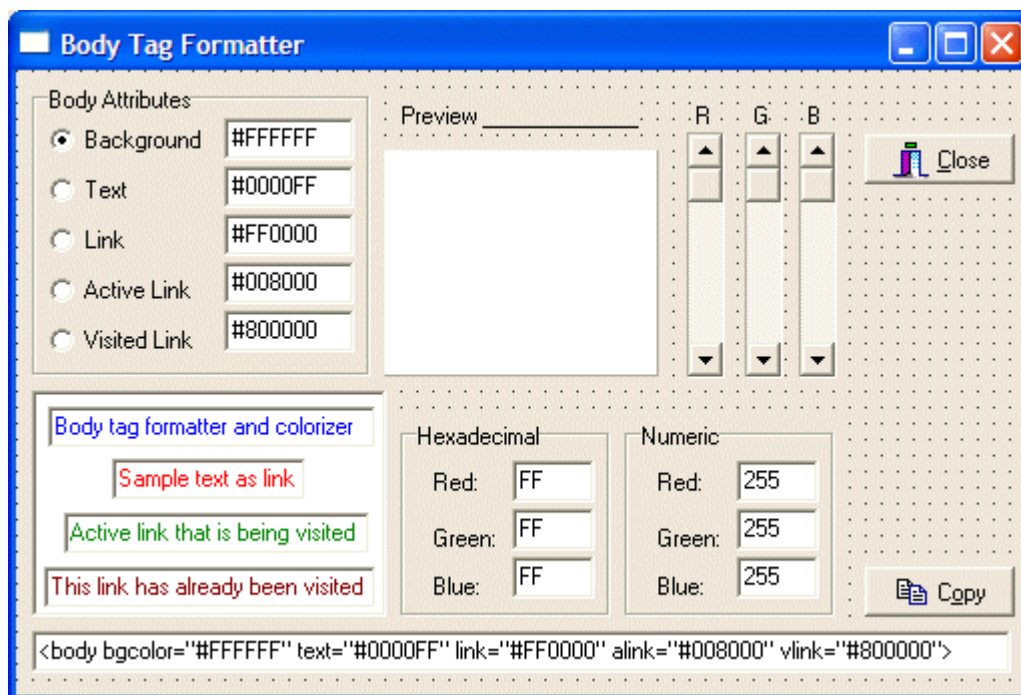 Body Tag Formatter
Body Attributes
Background #FFFFFF
Text #0000FF
Link #FF0000
Active Link #008000
Visited Link #800000
Preview
R G B
Close
Body tag formatter and colorizer
Sample text as link
Active link that is being visited
This link has already been visited
Hexadecimal
Red: FF
Green: FF
Blue: FF
Numeric
Red: 255
Green: 255
Blue: 255
Copy
<body bgcolor="#FFFFFF" text="#0000FF" link="#FF0000" alink="#008000" vlink="#800000">